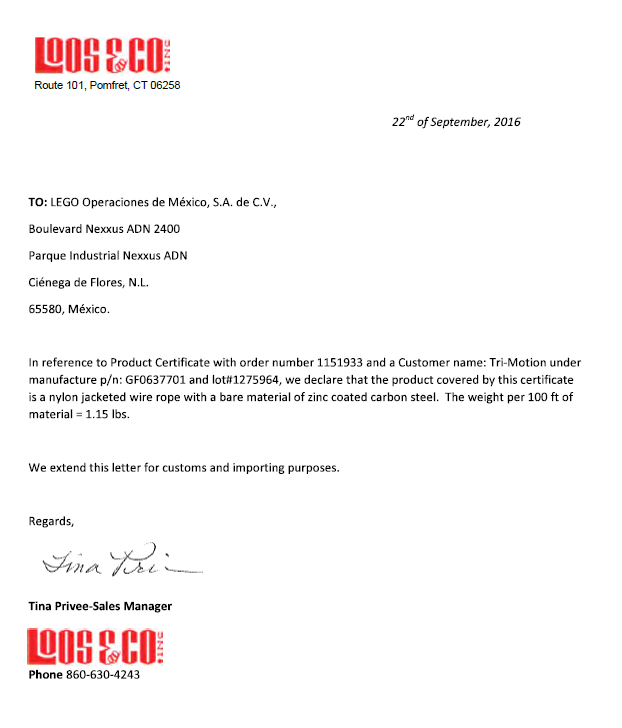 LOOS & CO. INC
Route 101, Pomfret, CT 06258
22nd of September, 2016
TO: LEGO Operaciones de México, S.A. de C.V.,
Boulevard Nexxus ADN 2400
Parque Industrial Nexxus ADN
Ciénega de Flores, N.L.
65580, México.
In reference to Product Certificate with order number 1151933 and a Customer name: Tri-Motion under
manufacture p/n: GF0637701 and lot#1275964, we declare that the product covered by this certificate
is a nylon jacketed wire rope with a bare material of zinc coated carbon steel.  The weight per 100 ft of
material = 1.15 lbs.
We extend this letter for customs and importing purposes.
Regards,
Tina Pri
Tina Privee-Sales Manager
LOOS & CO. INC
Phone 860-630-4243